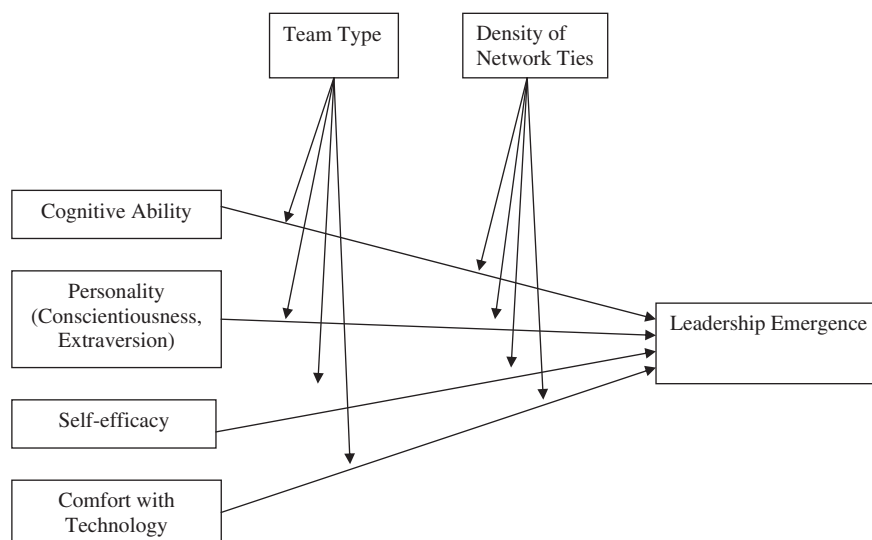 Team Type
Density of
Network Ties
Cognitive Ability
Personality
(Conscientiousness,
Extraversion)
Leadership Emergence
Self-efficacy
Comfort with
Technology